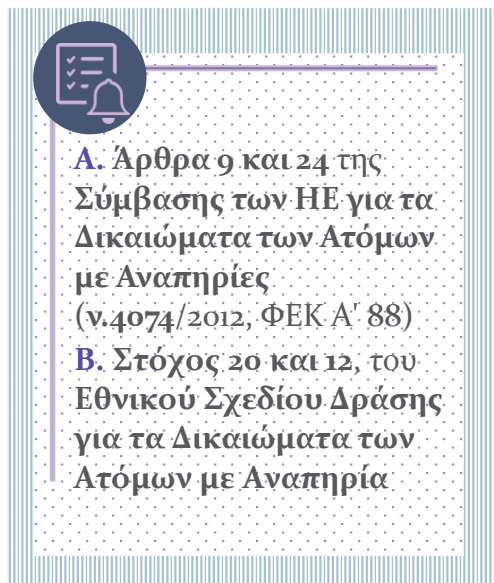 Α. Άρθρα 9 και 24 της
Σύμβασης των ΗΕ για τα
Δικαιώματα των Ατόμων
με Αναπηρίες
(ν.4074/2012, ΦΕΚ Α' 88)
Β. Στόχος 20 και 12, του
Εθνικού Σχεδίου Δράσης
για τα Δικαιώματα των
Ατόμων με Αναπηρία